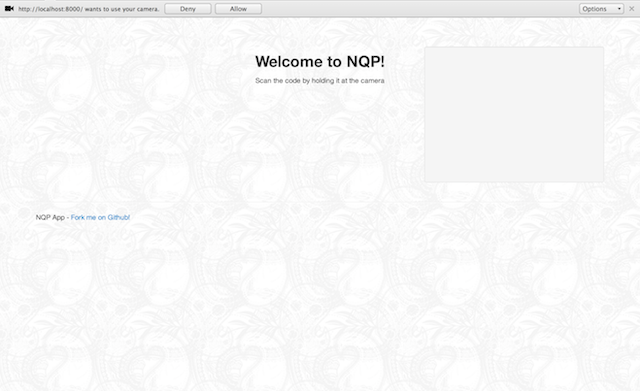 http://localhost:8000/ wants to use your camera. Deny Allow Options
Welcome to NQP!
Scan the code by holding it at the camera
NQP App - Fork me on Github!